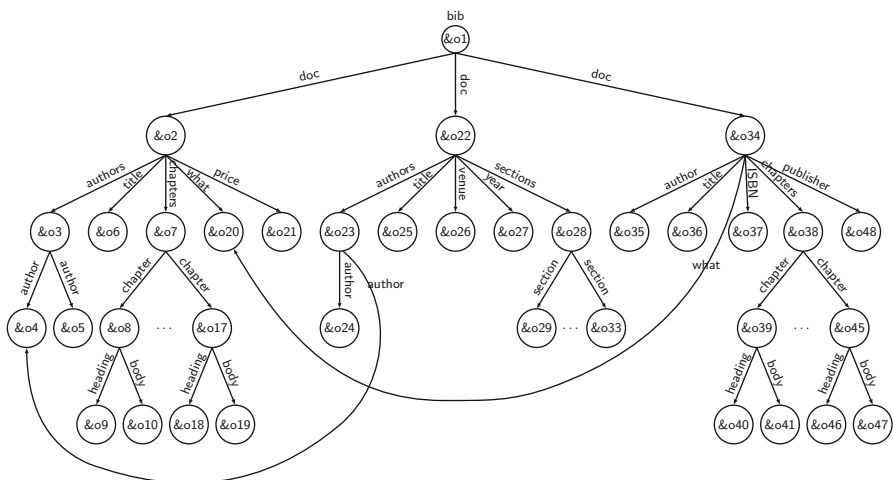 bib
&o1
doc doc doc
&o2 &o22 &o34
authors title chapters what price authors title venue year sections author title ISBN chapters publisher
&o3 &o6 &o7 &o20 &o21 &o23 &o25 &o26 &o27 &o28 &o35 &o36 &o37 &o38 &o48
author author chapter chapter author author section section what chapter chapter
&o4 &o5 &o8 ... &o17 &o24 &o29 ... &o33 &o39 ... &o45
heading body heading body heading body heading body
&o9 &o10 &o18 &o19 &o40 &o41 &o46 &o47